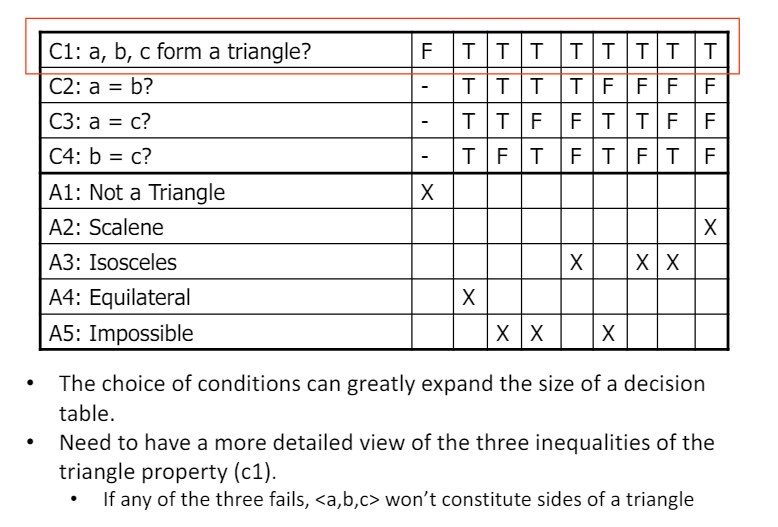 C1: a, b, c form a triangle? F T T T T T T T T
C2: a = b? - T T T T F F F F
C3: a = c? - T T F F T T F F
C4: b = c? - T F T F T F T F
A1: Not a Triangle X
A2: Scalene X
A3: Isosceles X X X
A4: Equilateral X
A5: Impossible X X X
• The choice of conditions can greatly expand the size of a decision
table.
• Need to have a more detailed view of the three inequalities of the
triangle property (c1).
• If any of the three fails, <a,b,c> won't constitute sides of a triangle